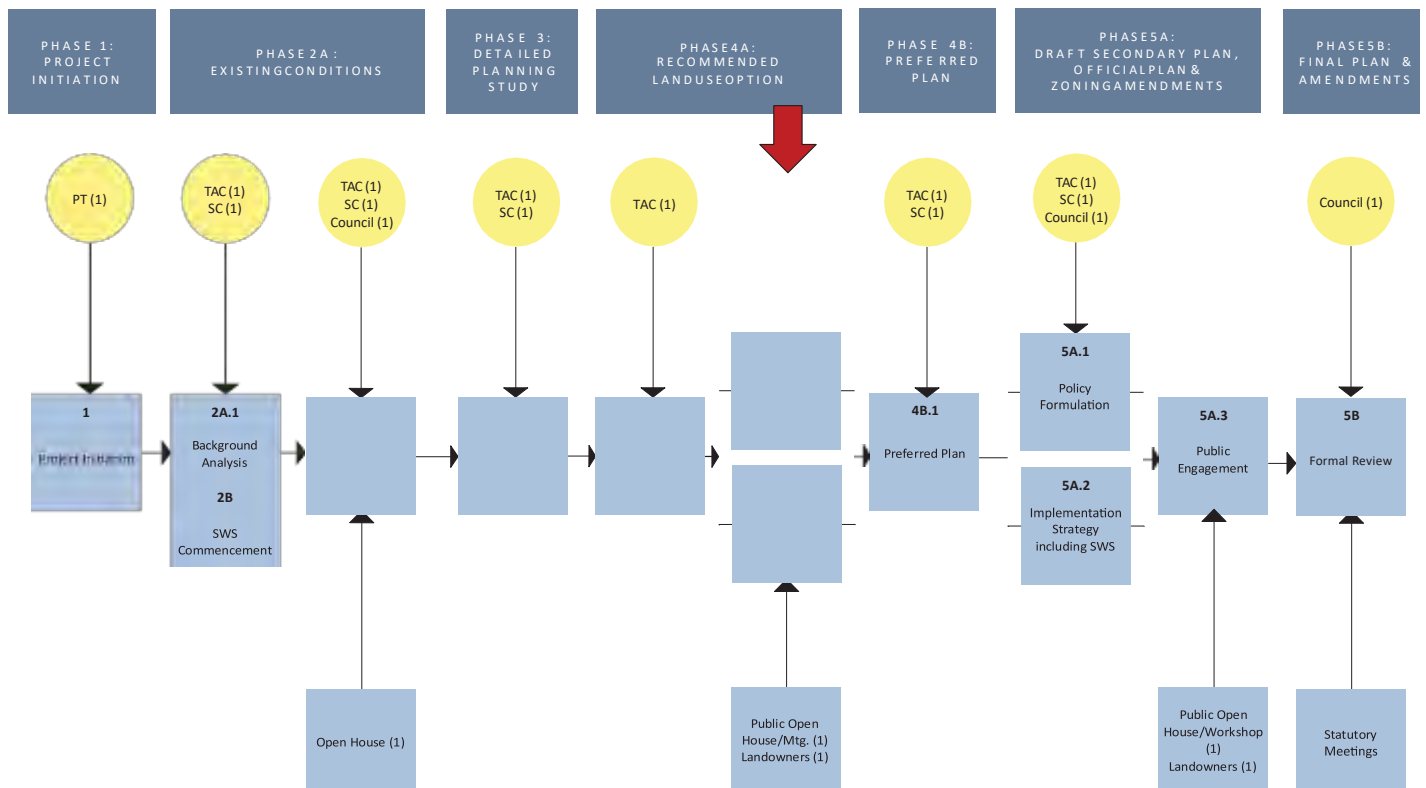 PHASE 1:
PROJECT
INITIATION
PHASE 2A :
EXISTINGCONDITIONS
PHASE 3:
DETAILED
PLANNING
STUDY
PHASE4A:
RECOMMENDED
LANDUSEOPTION
PHASE 4B:
PREFERRED
PLAN
PHASE5A:
DRAFT SECONDARY PLAN,
OFFICIALPLAN&
ZONINGAMENDMENTS
PHASE5B:
FINAL PLAN &
AMENDMENTS
PT (1)
TAC (1)
SC (1)
TAC (1)
SC (1)
Council (1)
TAC (1)
SC (1)
TAC (1)
TAC (1)
SC (1)
TAC (1)
SC (1)
Council (1)
Council (1)
1
Project Initiation
2A.1
Background
Analysis
2B
SWS
Commencement
4B.1
Preferred Plan
5A.1
Policy
Formulation
5A.2
Implementation
Strategy
including SWS
5A.3
Public
Engagement
5B
Formal Review
Open House (1)
Public Open
House/Mtg. (1)
Landowners (1)
Public Open
House/Workshop
(1)
Landowners (1)
Statutory
Meetings